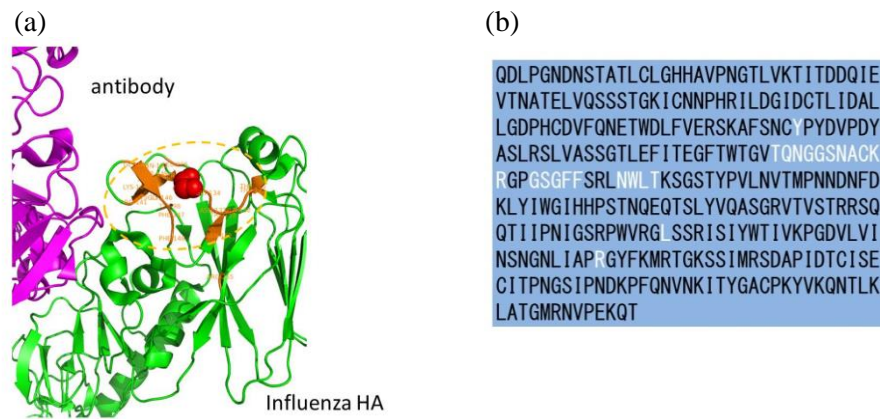 (a)
(b)
antibody
Influenza HA
QDLPGNDNSTATLCLGHHAVPNGTLVKTITDDQIE
VTNATELVQSSSTGKICNNPHRILDGIDCTLIDAL
LGDPHCDVFQNETWDLFVERSKAFSNCYPYDVPDY
ASLRSLVASSGTLEFITEGFTWTGVTQNGGSNACK
RGPGSGFFSRLNWLTKSGSTYPVLNVTMPNNDNFD
KLYIWGIHHPSTNQEQTSLYVQASGRVTVSTRRSQ
QTIIPNIGSRPWVRGLSSRISIYWTIVKPGDVLVI
NSNGNLIAPRGYFKMRTGKSSIMRSDAPIDTCISE
CITPNGSIPNDKPFQNVNKITYGACPKYVKQNTLK
LATGMRNVPEKQT